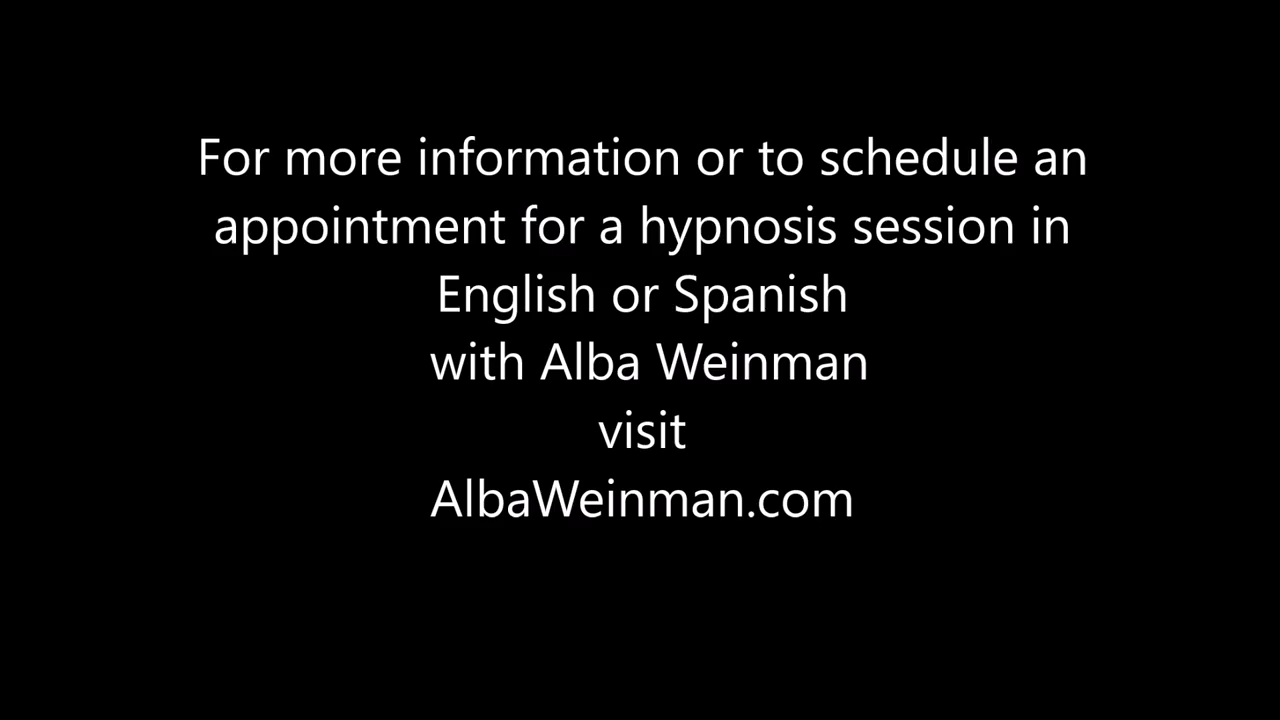 For more information or to schedule an
appointment for a hypnosis session in
English or Spanish
with Alba Weinman
visit
AlbaWeinman.com